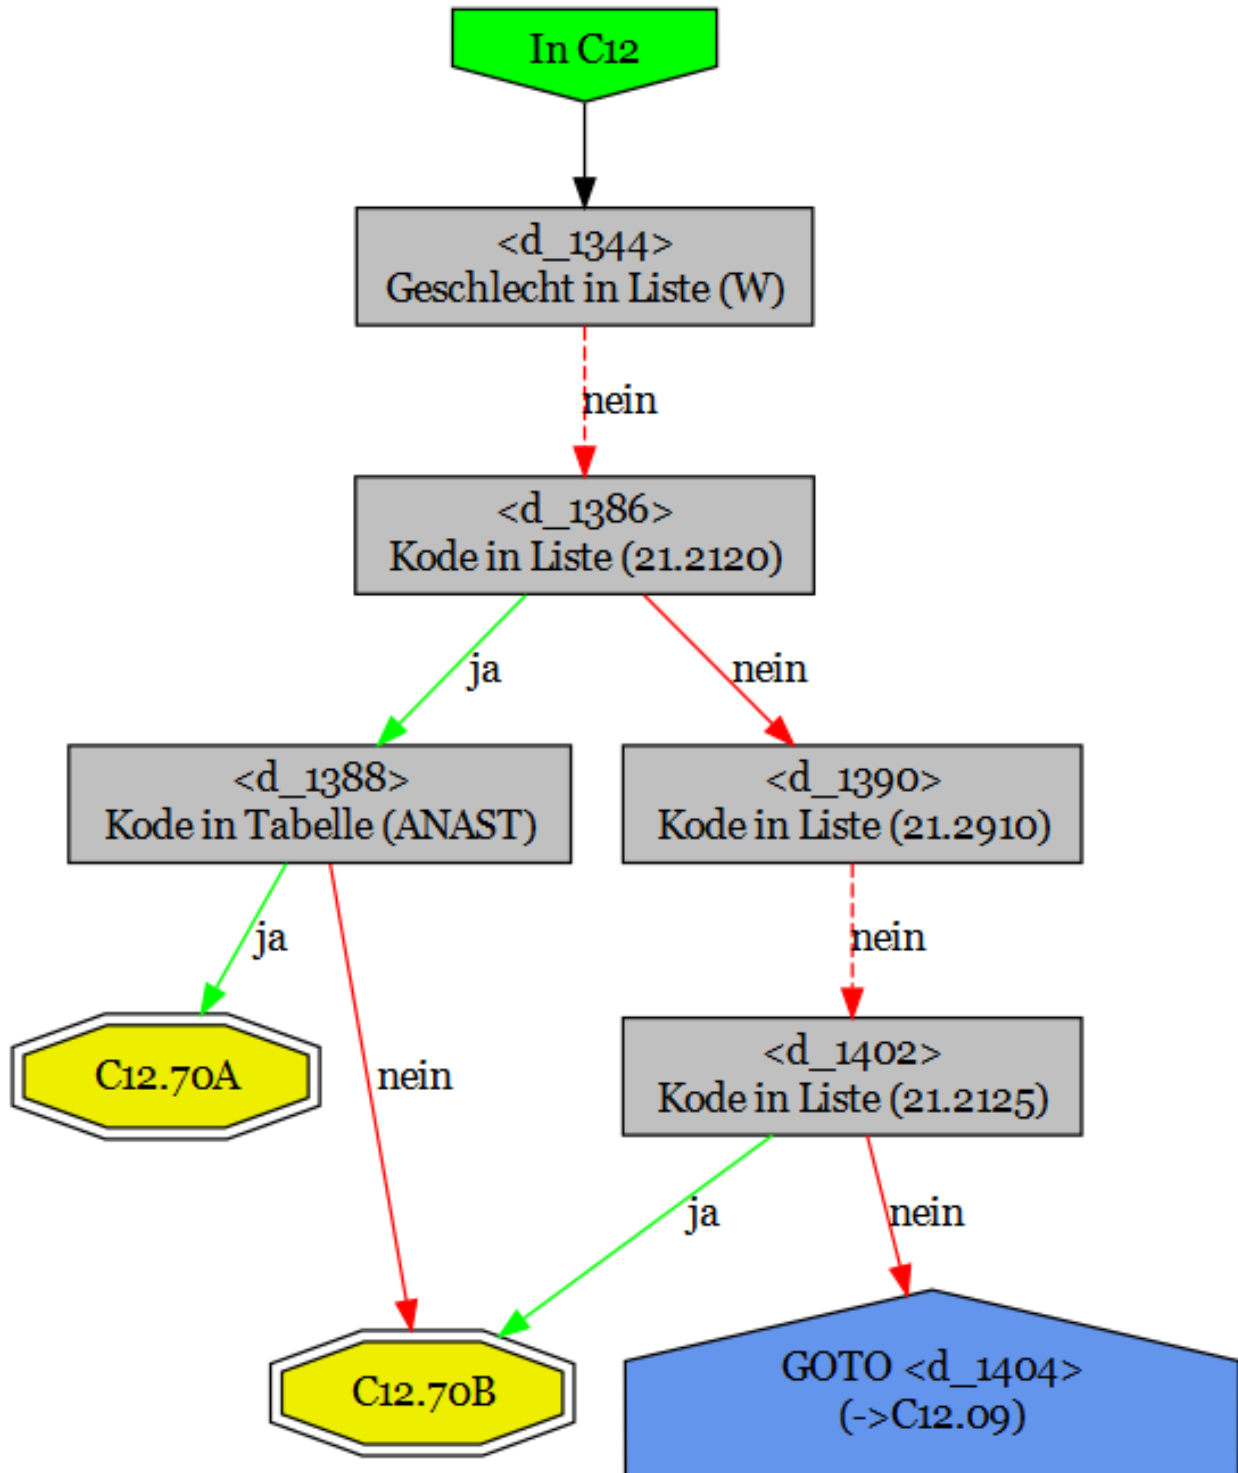 In C12
<d_1344>
Geschlecht in Liste (W)
nein
<d_1386>
Kode in Liste (21.2120)
ja
nein
<d_1388>
Kode in Tabelle (ANAST)
<d_1390>
Kode in Liste (21.2910)
ja
nein
<d_1402>
Kode in Liste (21.2125)
C12.70A
nein
ja
nein
C12.70B
GOTO <d_1404>
(->C12.09)